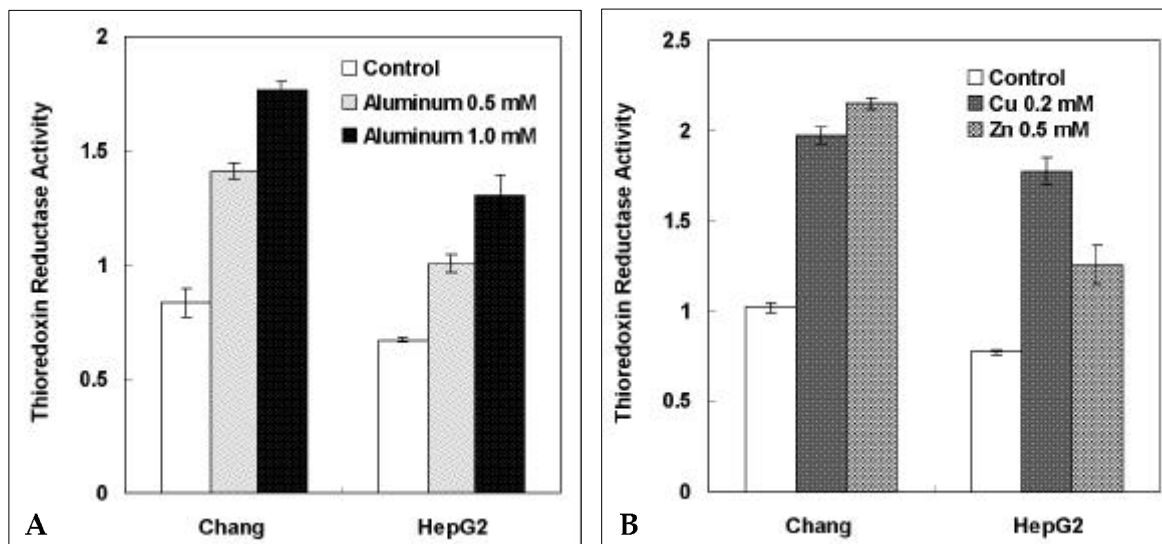 2
Control
Aluminum 0.5 mM
Aluminum 1.0 mM
1.5
1
0.5
0
Thioredoxin Reductase Activity
Chang HepG2
A
2.5
Control
Cu 0.2 mM
Zn 0.5 mM
2
1.5
1
0.5
0
Thioredoxin Reductase Activity
Chang HepG2
B